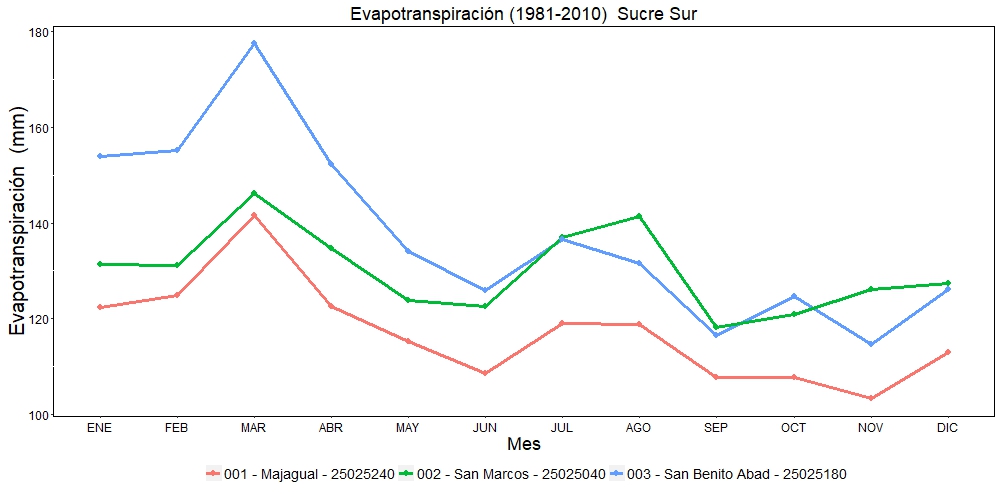 Evapotranspiración (1981-2010)  Sucre Sur
Evapotranspiración  (mm)
180
160
140
120
100
ENE FEB MAR ABR MAY JUN JUL AGO SEP OCT NOV DIC
Mes
001 - Majagual - 25025240 002 - San Marcos - 25025040 003 - San Benito Abad - 25025180